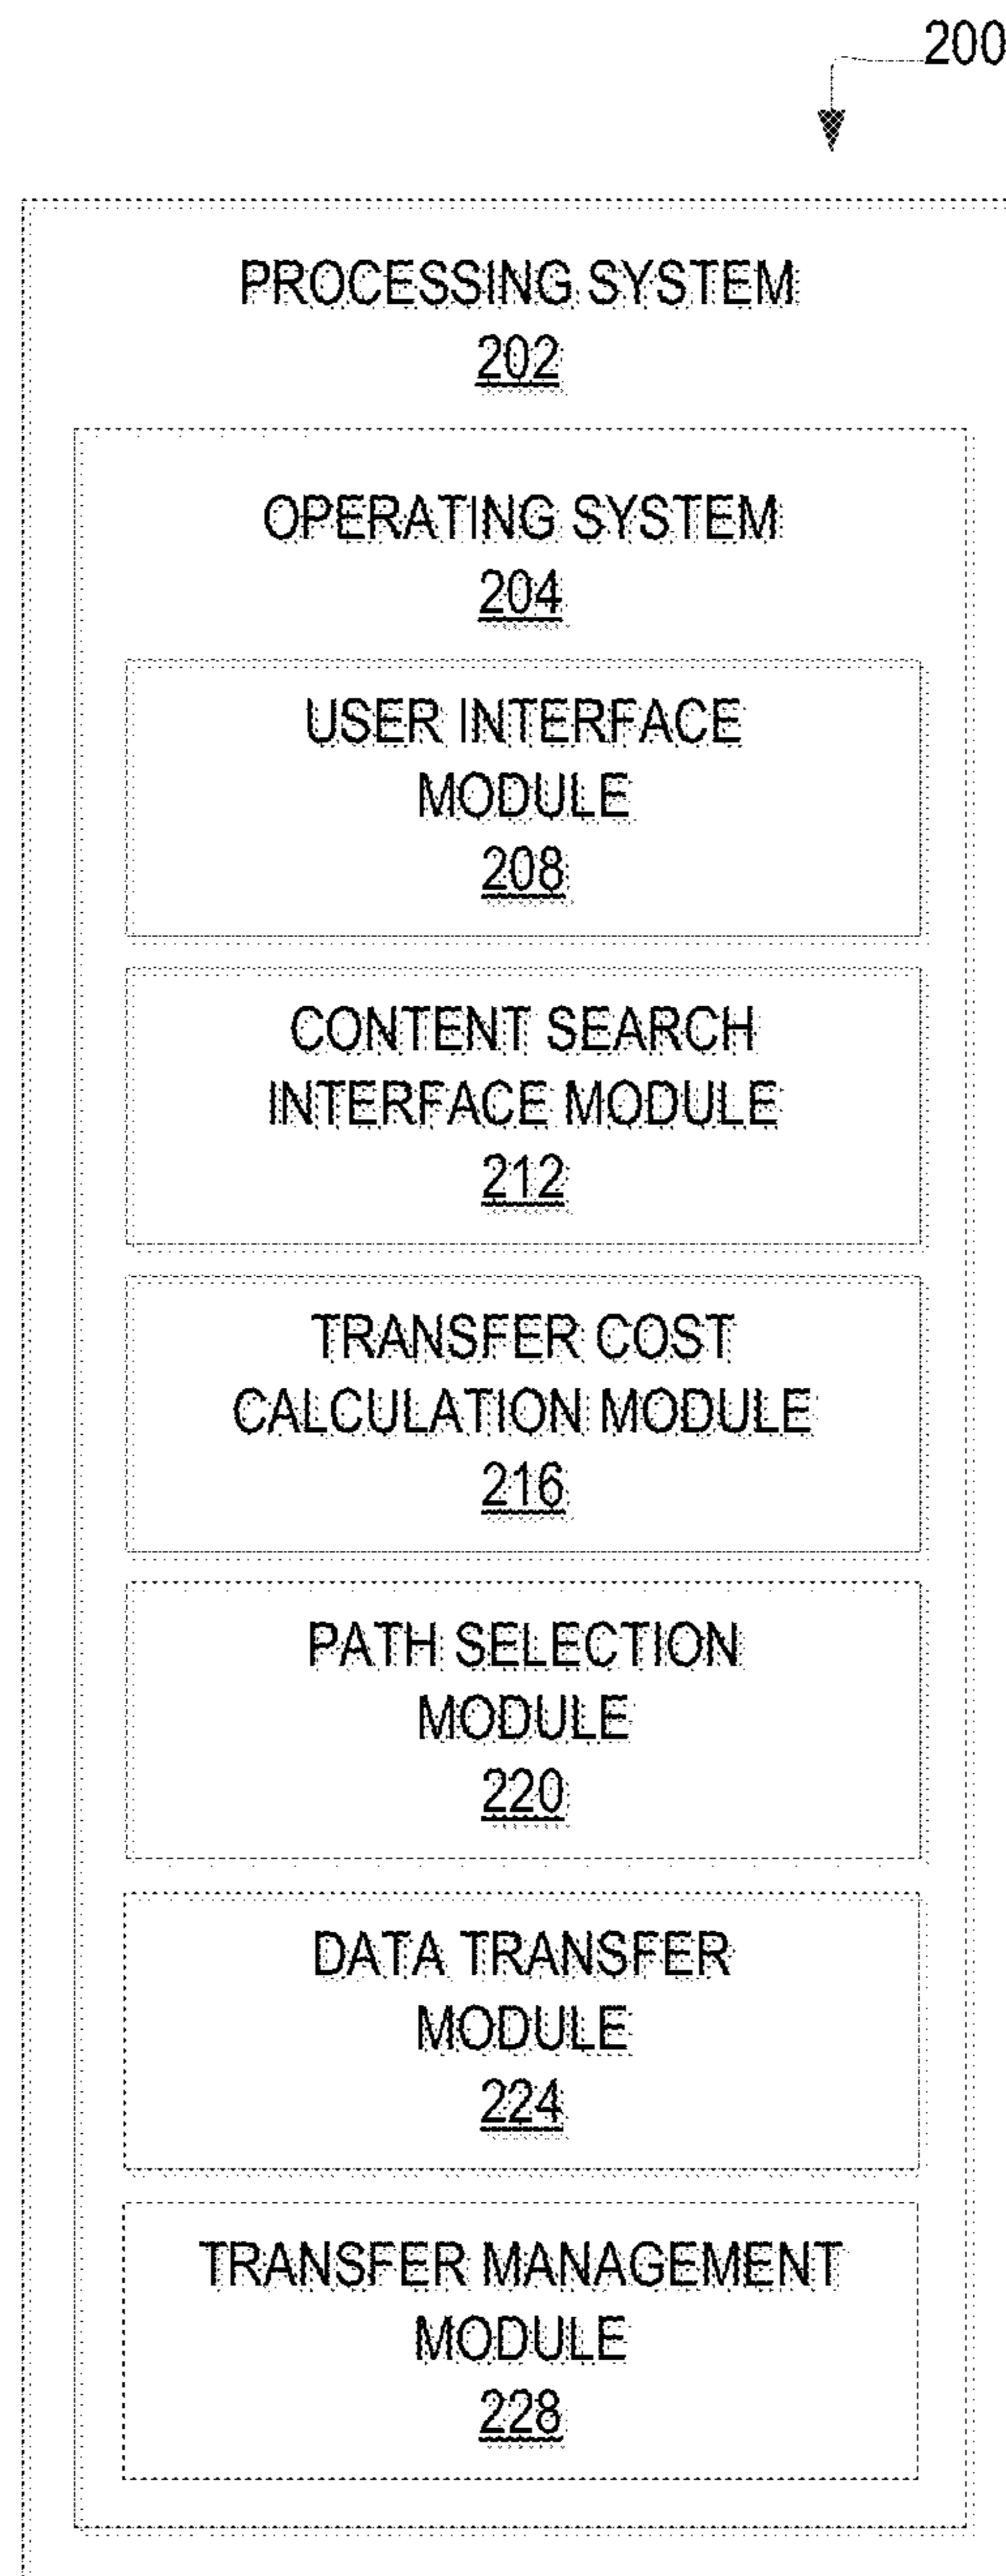 200
PROCESSING SYSTEM
202
OPERATING SYSTEM
204
USER INTERFACE
MODULE
208
CONTENT SEARCH
INTERFACE MODULE
212
TRANSFER COST
CALCULATION MODULE
216
PATH SELECTION
MODULE
220
DATA TRANSFER
MODULE
224
TRANSFER MANAGEMENT
MODULE
228